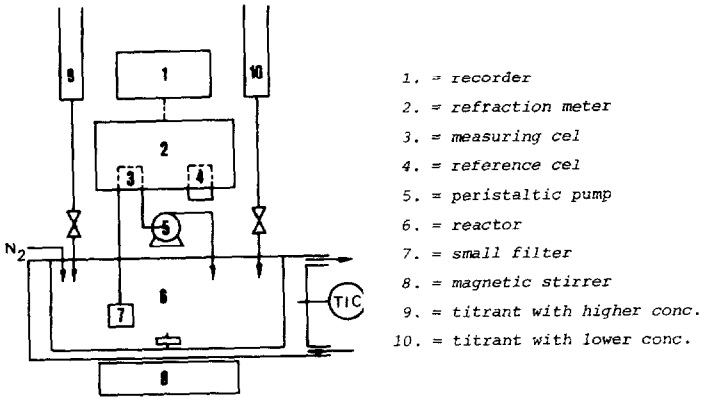 9
1
10
2
3
4
5
N2
6
TIC
7
8
1. = recorder
2. = refraction meter
3. = measuring cel
4. = reference cel
5. = peristaltic pump
6. = reactor
7. = small filter
8. = magnetic stirrer
9. = titrant with higher conc.
10. = titrant with lower conc.